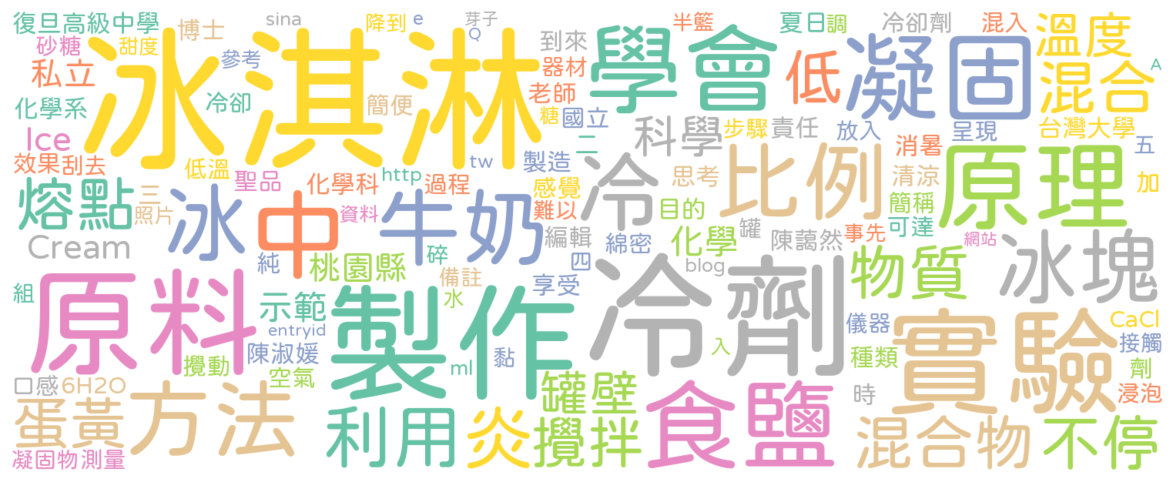 復旦高級中學
博士
sina
降到
e
芽子
Q
半籃
夏日
調
冷卻劑
混入
溫度
砂糖
甜度
參考
冰淇淋
到來
學會
低
凝固
混合
A
私立
器材
老師
化學系
冷卻
簡便
糖
國立
科學
步驟
責任
放入
呈現
台灣大學
Ice
二
消暑
五
效果刮去
低溫
聖品
化學科
http
tw
過程
製造
感覺
冷
思考
比例
清涼
原理
加
熔點
三
照片
冰
中
資料
牛奶
難以
目的
簡稱
可達
Cream
純
桃園縣
碎
編輯
綿密
化學
罐
陳藹然
事先
網站
冰塊
組
原料
示範
備註
水
製作
四
享受
冷劑
blog
物質
entryid
陳淑媛
攪動
空氣
ml
黏
入
儀器
種類
實驗
CaCl
接觸
劑
口感
6H2O
蛋黃
方法
利用
炎
罐壁
攪拌
食鹽
時
混合物
浸泡
不停
凝固物測量